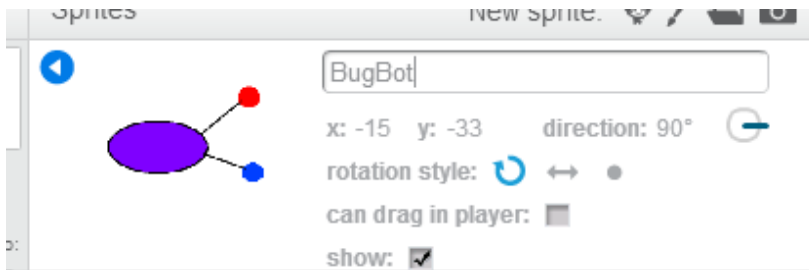 Sprites New sprite:
BugBot
x: -15 y: -33 direction: 90°
rotation style:
can drag in player:
show: